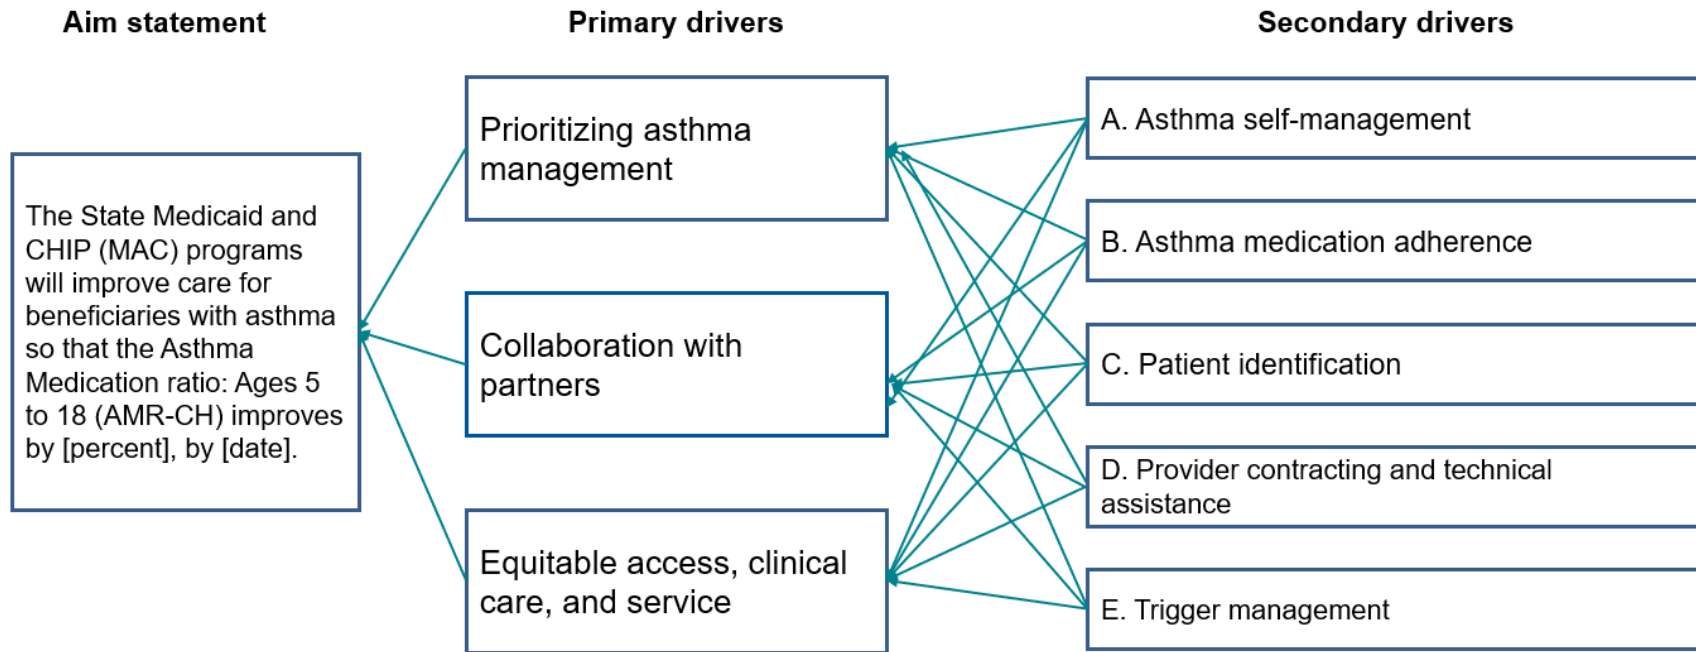 Aim statement
Primary drivers
Secondary drivers
The State Medicaid and
CHIP (MAC) programs
will improve care for
beneficiaries with asthma
so that the Asthma
Medication ratio: Ages 5
to 18 (AMR-CH) improves
by [percent], by [date].
Prioritizing asthma
management
Collaboration with
partners
Equitable access, clinical
care, and service
A. Asthma self-management
B. Asthma medication adherence
C. Patient identification
D. Provider contracting and technical
assistance
E. Trigger management